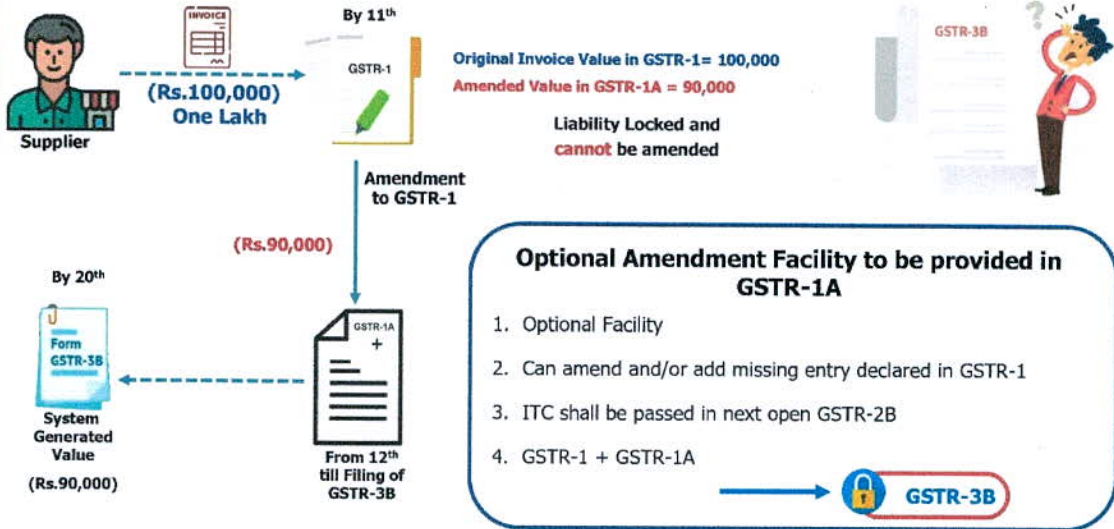 INVOICE
(Rs.100,000)
One Lakh
Supplier
By 11th
GSTR-1
Original Invoice Value in GSTR-1= 100,000
Amended Value in GSTR-1A = 90,000
Liability Locked and
cannot be amended
GSTR-3B
?
Amendment
to GSTR-1
(Rs.90,000)
By 20th
Form
GSTR-3B
System
Generated
Value
(Rs.90,000)
GSTR-1A
+
From 12th
till Filing of
GSTR-3B
Optional Amendment Facility to be provided in
GSTR-1A
1. Optional Facility
2. Can amend and/or add missing entry declared in GSTR-1
3. ITC shall be passed in next open GSTR-2B
4. GSTR-1 + GSTR-1A
GSTR-3B